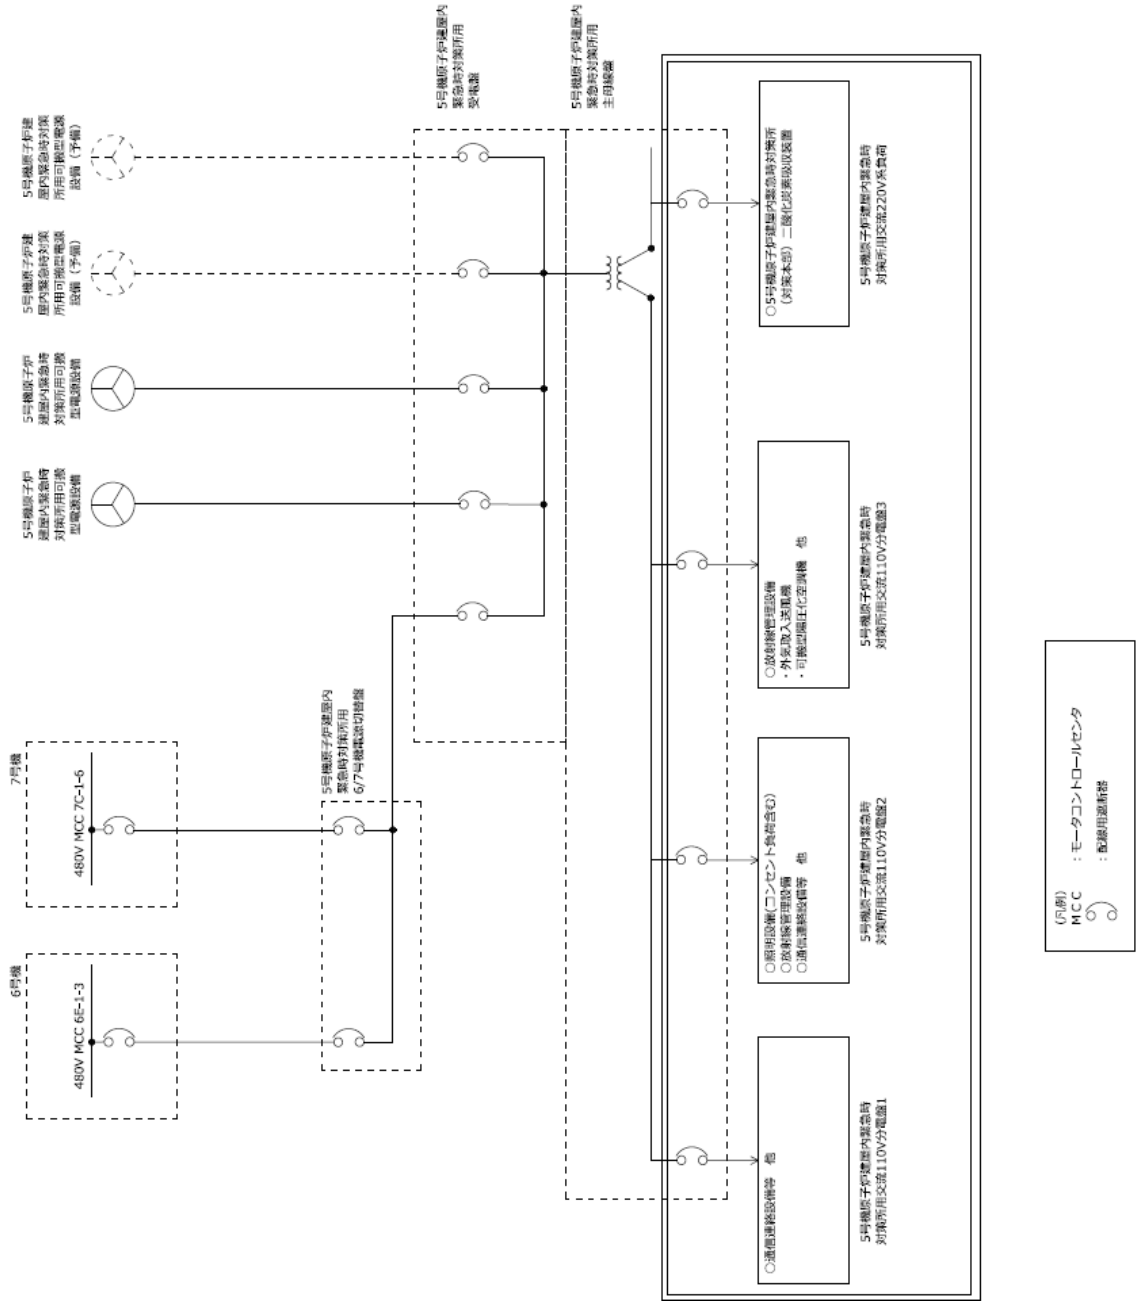 6号機
480V MCC 6E-1-3
7号機
480V MCC 7C-1-6
5号機原子炉
建屋内緊急時
対策所用可搬
型電源設備
5号機原子炉
建屋内緊急時
対策所用可搬
型電源設備
5号機原子炉建
屋内緊急時対策
所用可搬型電源
設備（予備）
5号機原子炉建
屋内緊急時対策
所用可搬型電源
設備（予備）
5号機原子炉建屋内
緊急時対策所用
6/7号機電源切替盤
5号機原子炉建屋内
緊急時対策所用
受電盤
5号機原子炉建屋内
緊急時対策所用
主母線盤
○通信連絡設備等　他
5号機原子炉建屋内緊急時
対策所用交流110V分電盤1
○照明設備(コンセント負荷含む)
○放射線管理設備
○通信連絡設備等　他
5号機原子炉建屋内緊急時
対策所用交流110V分電盤2
○放射線管理設備
・外気取入送風機
・可搬型陽圧化空調機　他
5号機原子炉建屋内緊急時
対策所用交流110V分電盤3
○5号機原子炉建屋内緊急時対策所
（対策本部）二酸化炭素吸収装置
5号機原子炉建屋内緊急時
対策所用交流220V系負荷
(凡例)
MCC　：モータコントロールセンタ
：配線用遮断器